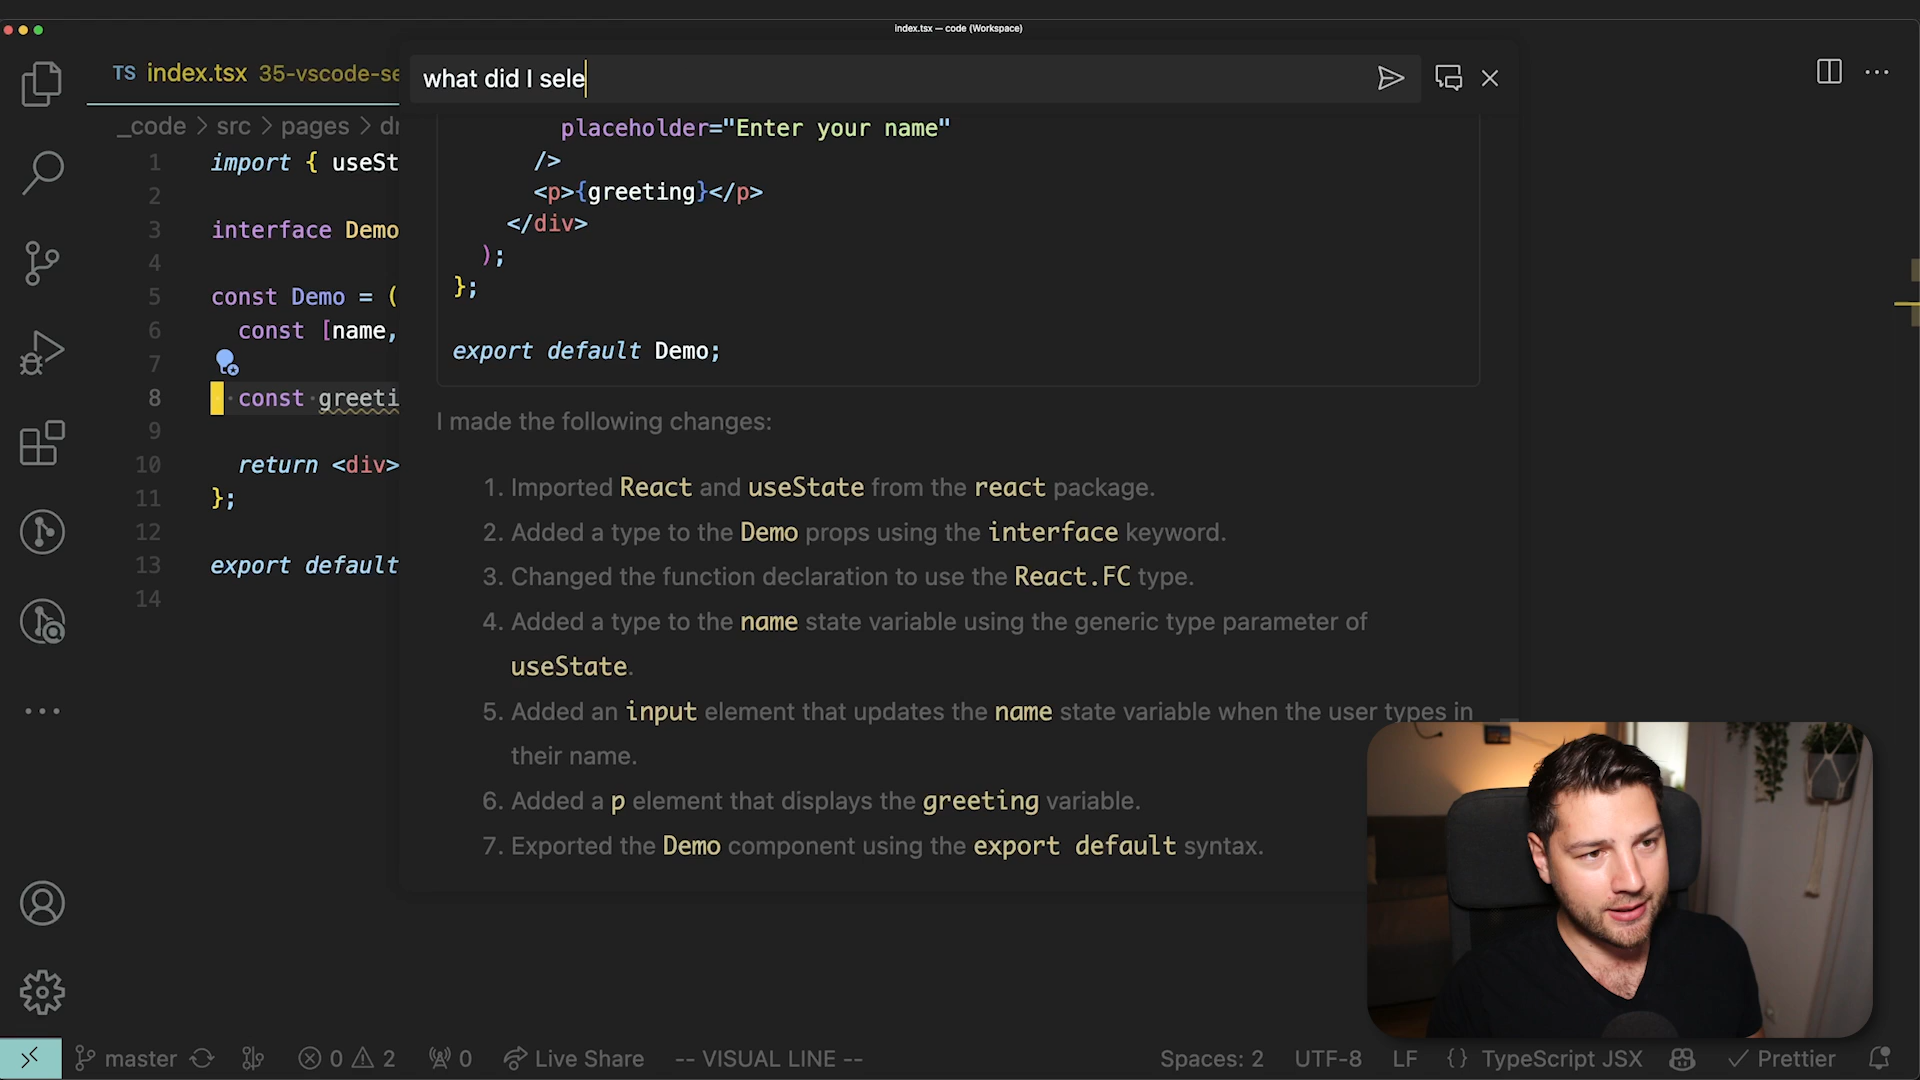 index.tsx — code (Workspace)
TS index.tsx 35-vscode-se
what did I sele
_code > src > pages > dr
1 import { useSt
2
3 interface Demo
4
5 const Demo = (
6 const [name,
7
8 · const·greeti
9
10 return <div>
11 };
12
13 export default
14
placeholder="Enter your name"
/>
<p>{greeting}</p>
</div>
);
};
export default Demo;
I made the following changes:
1. Imported React and useState from the react package.
2. Added a type to the Demo props using the interface keyword.
3. Changed the function declaration to use the React.FC type.
4. Added a type to the name state variable using the generic type parameter of
useState.
5. Added an input element that updates the name state variable when the user types in
their name.
6. Added a p element that displays the greeting variable.
7. Exported the Demo component using the export default syntax.
master 0 2 0 Live Share -- VISUAL LINE -- Spaces: 2 UTF-8 LF {} TypeScript JSX Prettier